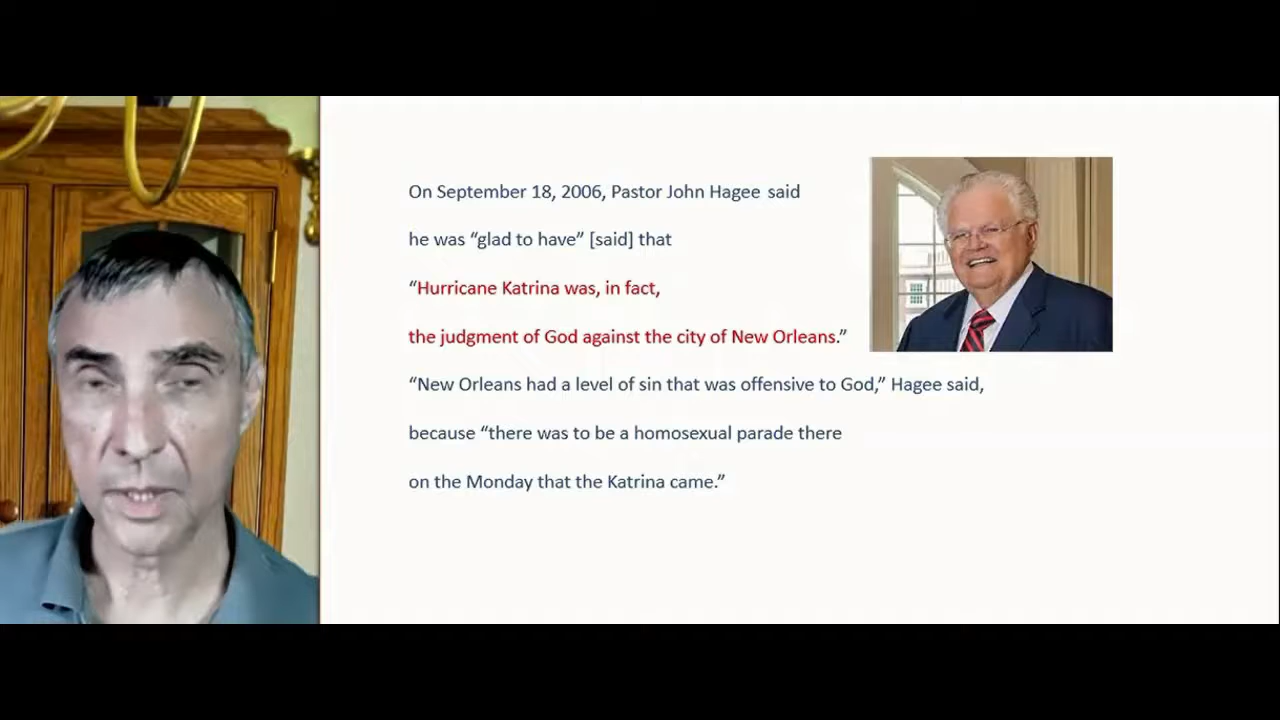 On September 18, 2006, Pastor John Hagee said
he was “glad to have” [said] that
“Hurricane Katrina was, in fact,
the judgment of God against the city of New Orleans.”
“New Orleans had a level of sin that was offensive to God,” Hagee said,
because “there was to be a homosexual parade there
on the Monday that the Katrina came.”